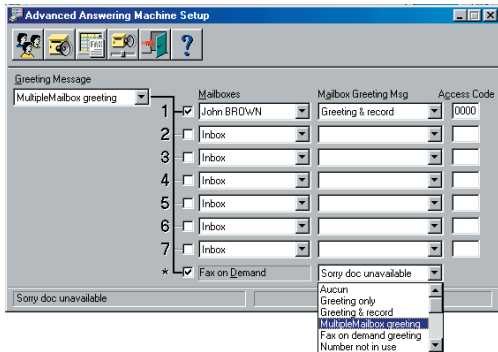 Advanced Answering Machine Setup
FAX
?
Greeting Message
Mailboxes Mailbox Greeting Msg Access Code
MultipleMailbox greeting
1 John BROWN Greeting & record 0000
2 Inbox
3 Inbox
4 Inbox
5 Inbox
6 Inbox
7 Inbox
* Fax on Demand Sorry doc unavailable
Aucun
Greeting only
Greeting & record
MultipleMailbox greeting
Fax on demand greeting
Number not in use
Sorry doc unavailable